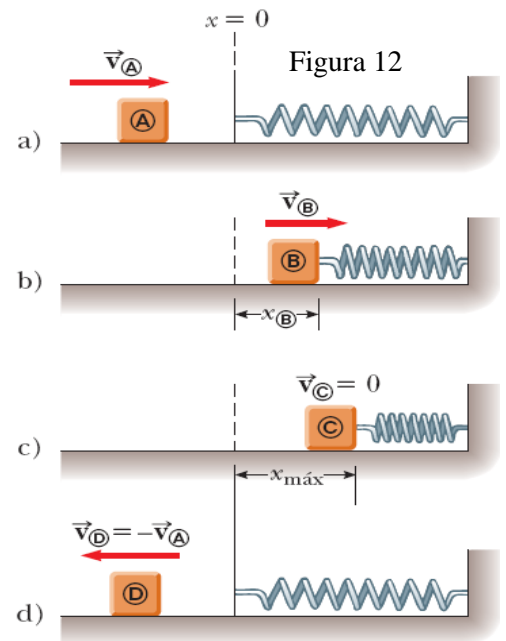 x = 0
Figura 12
v⃗Ⓐ
Ⓐ
a)
v⃗Ⓑ
Ⓑ
b)
xⒷ
v⃗Ⓒ = 0
Ⓒ
c)
xmáx
v⃗Ⓓ = −v⃗Ⓐ
Ⓓ
d)